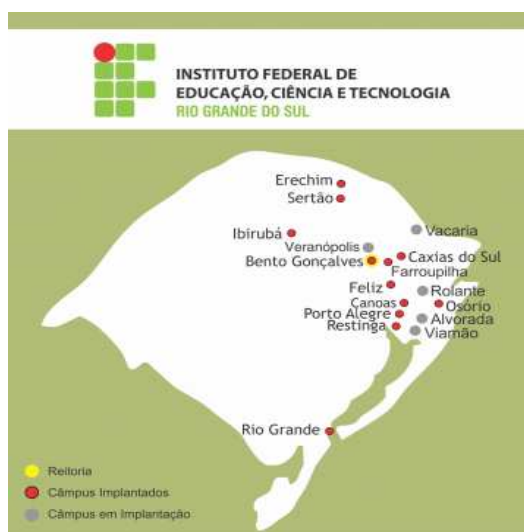 INSTITUTO FEDERAL DE
EDUCAÇÃO, CIÊNCIA E TECNOLOGIA
RIO GRANDE DO SUL
Erechim
Sertão
Ibirubá
Vacaria
Veranópolis
Bento Gonçalves
Caxias do Sul
Farroupilha
Feliz
Rolante
Canoas
Osório
Porto Alegre
Alvorada
Restinga
Viamão
Rio Grande
Reitoria
Câmpus Implantados
Câmpus em Implantação